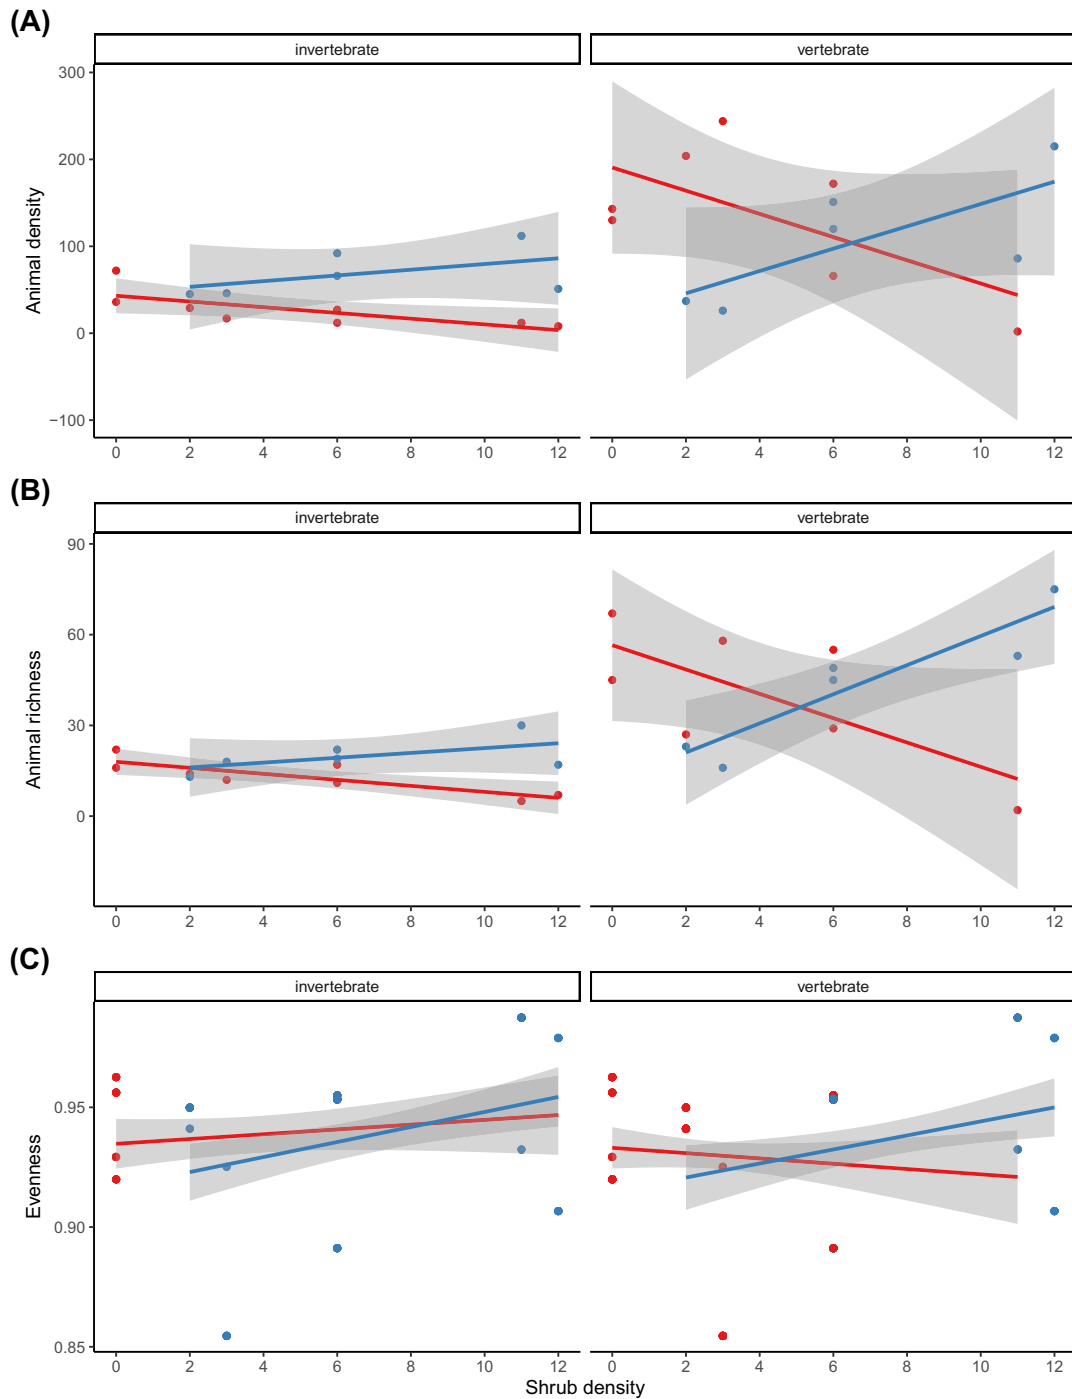 (A)
invertebrate vertebrate
300
200
100
0
−100
Animal density
0 2 4 6 8 10 12 0 2 4 6 8 10 12
(B)
invertebrate vertebrate
90
60
30
0
Animal richness
0 2 4 6 8 10 12 0 2 4 6 8 10 12
(C)
invertebrate vertebrate
0.95
0.90
0.85
Evenness
0 2 4 6 8 10 12 0 2 4 6 8 10 12
Shrub density